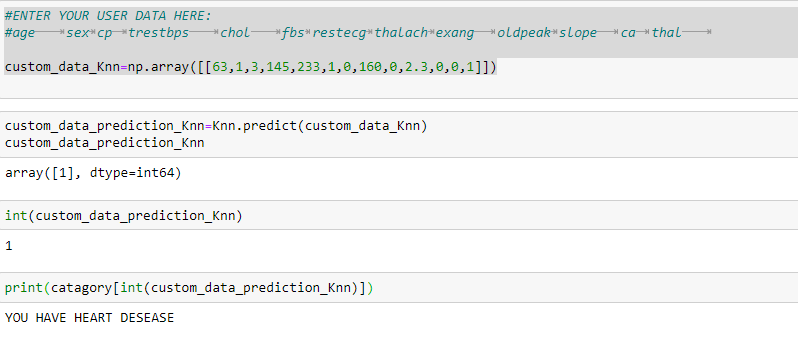 #ENTER YOUR USER DATA HERE:
#age sex cp trestbps chol fbs restecg thalach exang oldpeak slope ca thal
custom_data_Knn=np.array([[63,1,3,145,233,1,0,160,0,2.3,0,0,1]])
custom_data_prediction_Knn=Knn.predict(custom_data_Knn)
custom_data_prediction_Knn
array([1], dtype=int64)
int(custom_data_prediction_Knn)
1
print(catagory[int(custom_data_prediction_Knn)])
YOU HAVE HEART DESEASE